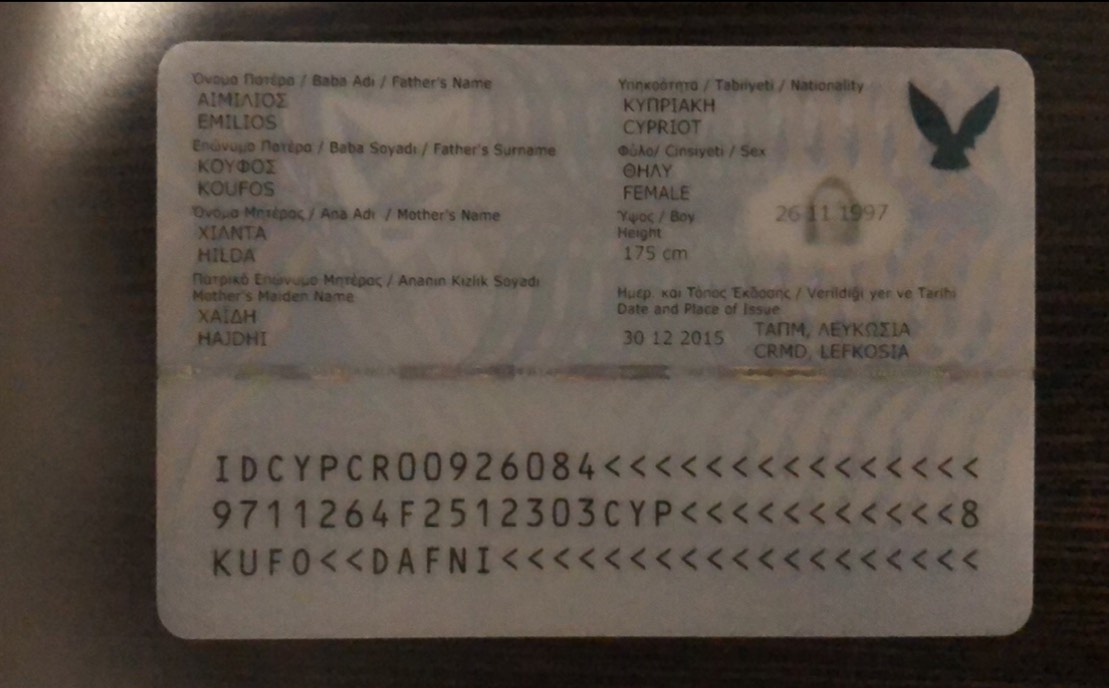 Όνομα Πατέρα / Baba Adı / Father's Name
ΑΙΜΙΛΙΟΣ
EMILIOS
Επώνυμο Πατέρα / Baba Soyadı / Father's Surname
ΚΟΥΦΟΣ
KOUFOS
Όνομα Μητέρας / Ana Adı / Mother's Name
ΧΙΛΝΤΑ
HILDA
Πατρικό Επώνυμο Μητέρας / Ananın Kızlık Soyadı
Mother's Maiden Name
ΧΑΪΔΗ
HAJDHI
Υπηκοότητα / Tabiiyeti / Nationality
ΚΥΠΡΙΑΚΗ
CYPRIOT
Φύλο/ Cinsiyeti / Sex
ΘΗΛΥ
FEMALE
Ύψος / Boy
Height
175 cm
26 11 1997
Ημερ. και Τόπος Έκδοσης / Verildiği yer ve Tarihi
Date and Place of Issue
30 12 2015
ΤΑΠΜ, ΛΕΥΚΩΣΙΑ
CRMD, LEFKOSIA
IDCYPCR00926084<<<<<<<<<<<<<<<
9711264F2512303CYP<<<<<<<<<<<8
KUFO<<DAFNI<<<<<<<<<<<<<<<<<<<